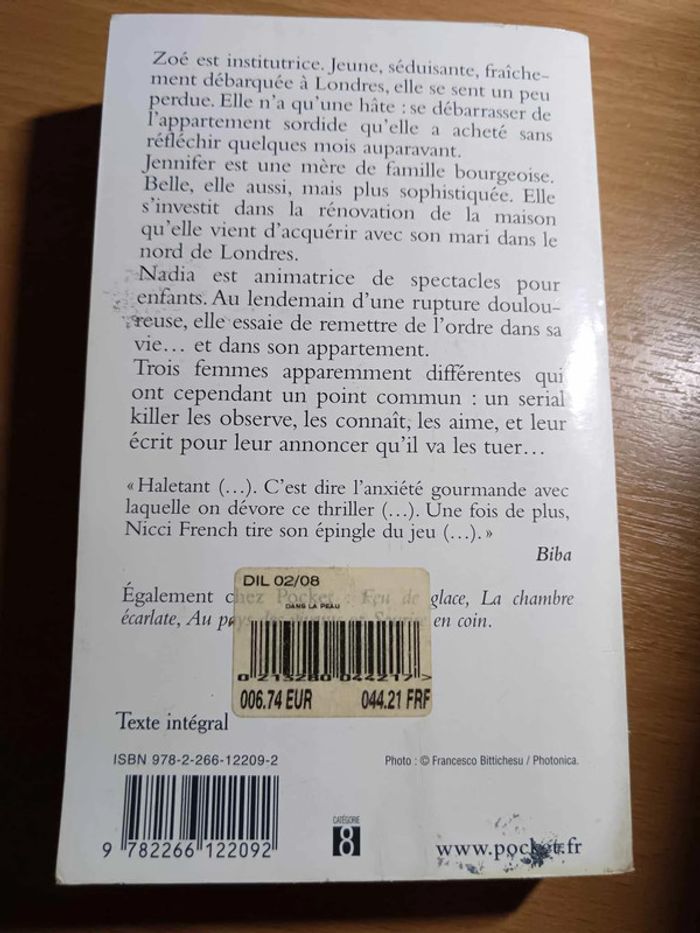 Zoé est institutrice. Jeune, séduisante, fraîche-
ment débarquée à Londres, elle se sent un peu
perdue. Elle n'a qu'une hâte : se débarrasser de
l'appartement sordide qu'elle a acheté sans
réfléchir quelques mois auparavant.
Jennifer est une mère de famille bourgeoise.
Belle, elle aussi, mais plus sophistiquée. Elle
s'investit dans la rénovation de la maison
qu'elle vient d'acquérir avec son mari dans le
nord de Londres.
Nadia est animatrice de spectacles pour
enfants. Au lendemain d'une rupture doulou-
reuse, elle essaie de remettre de l'ordre dans sa
vie… et dans son appartement.
Trois femmes apparemment différentes qui
ont cependant un point commun : un serial
killer les observe, les connaît, les aime, et leur
écrit pour leur annoncer qu'il va les tuer…
« Haletant (…). C'est dire l'anxiété gourmande avec
laquelle on dévore ce thriller (…). Une fois de plus,
Nicci French tire son épingle du jeu (…). »
Biba
DIL 02/08
Également chez Pocket : Feu de glace, La chambre
DANS LA PEAU
écarlate, Au en coin.
0 213280 044217 >
006.74 EUR 044.21 FRF
Texte intégral
ISBN 978-2-266-12209-2
Photo : © Francesco Bittichesu / Photonica.
9 782266 122092
CATÉGORIE
8
www.pocket.fr